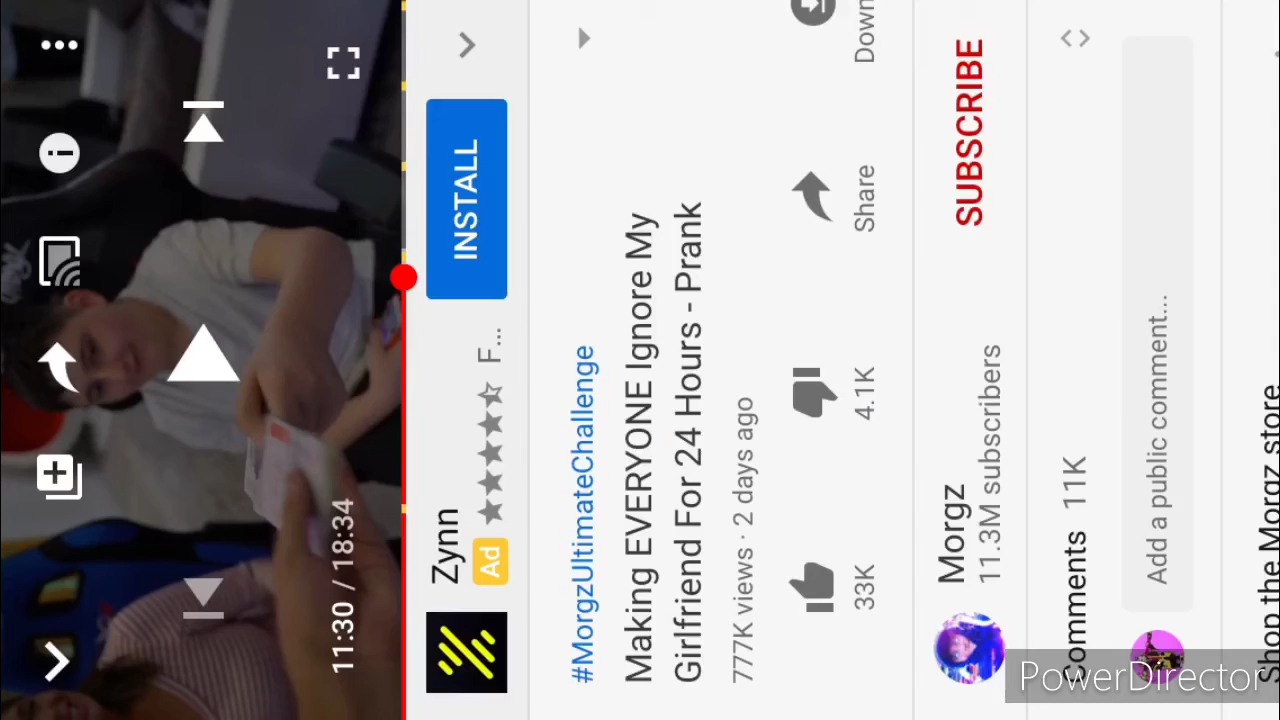 11:30 / 18:34
Zynn
Ad ★★★★☆ F...
INSTALL
#MorgzUltimateChallenge
Making EVERYONE Ignore My
Girlfriend For 24 Hours - Prank
777K views · 2 days ago
33K
4.1K
Share
Down
Morgz
11.3M subscribers
SUBSCRIBE
Comments 11K
Add a public comment...
Shop the Morgz store
PowerDirector